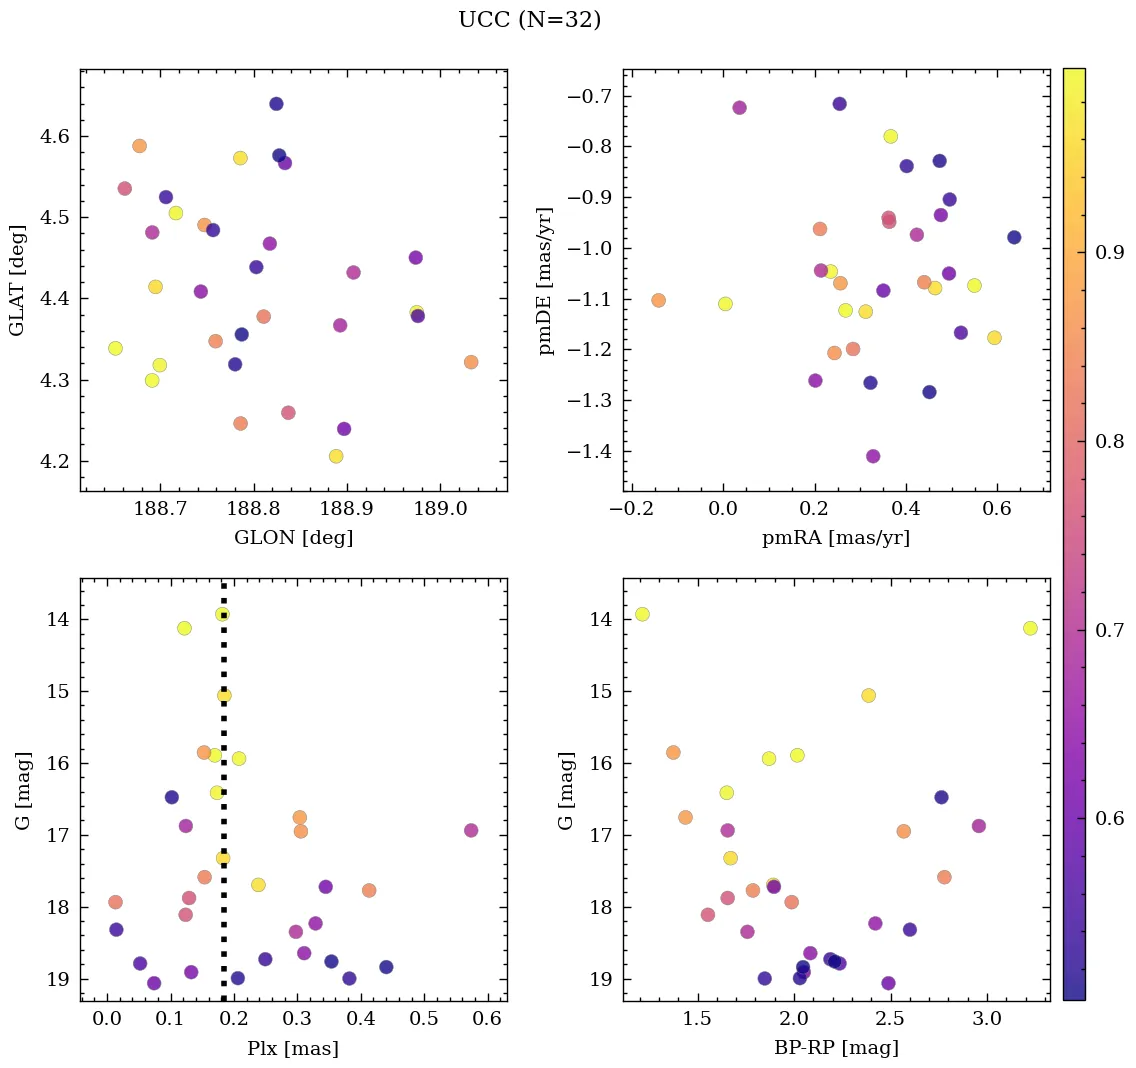 UCC (N=32)
4.6
4.5
4.4
4.3
4.2
GLAT [deg]
188.7 188.8 188.9 189.0
GLON [deg]
−0.7
−0.8
−0.9
−1.0
−1.1
−1.2
−1.3
−1.4
pmDE [mas/yr]
−0.2 0.0 0.2 0.4 0.6
pmRA [mas/yr]
0.9
0.8
0.7
0.6
14
15
16
17
18
19
G [mag]
0.0 0.1 0.2 0.3 0.4 0.5 0.6
Plx [mas]
14
15
16
17
18
19
G [mag]
1.5 2.0 2.5 3.0
BP-RP [mag]